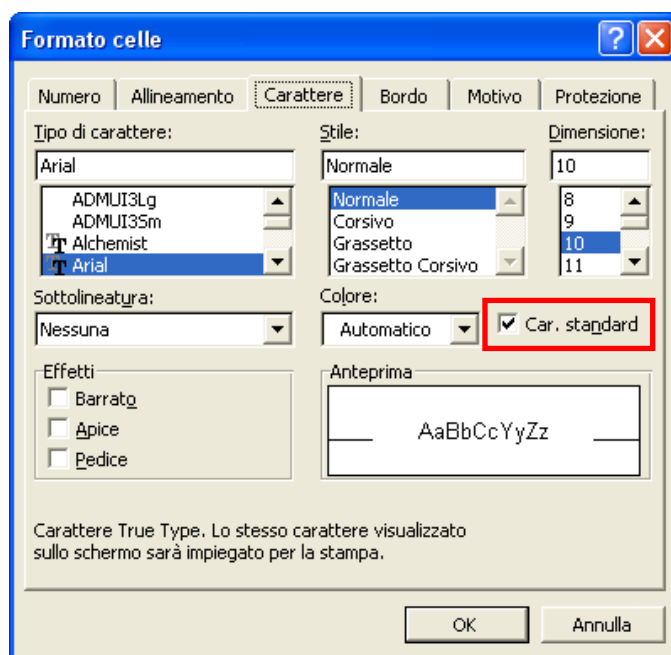 Formato celle
Numero Allineamento Carattere Bordo Motivo Protezione
Tipo di carattere: Stile: Dimensione:
Arial Normale 10
ADMUI3Lg Normale 8
ADMUI3Sm Corsivo 9
Alchemist Grassetto 10
Arial Grassetto Corsivo 11
Sottolineatura: Colore:
Nessuna Automatico Car. standard
Effetti Anteprima
Barrato
Apice AaBbCcYyZz
Pedice
Carattere True Type. Lo stesso carattere visualizzato
sullo schermo sarà impiegato per la stampa.
OK Annulla